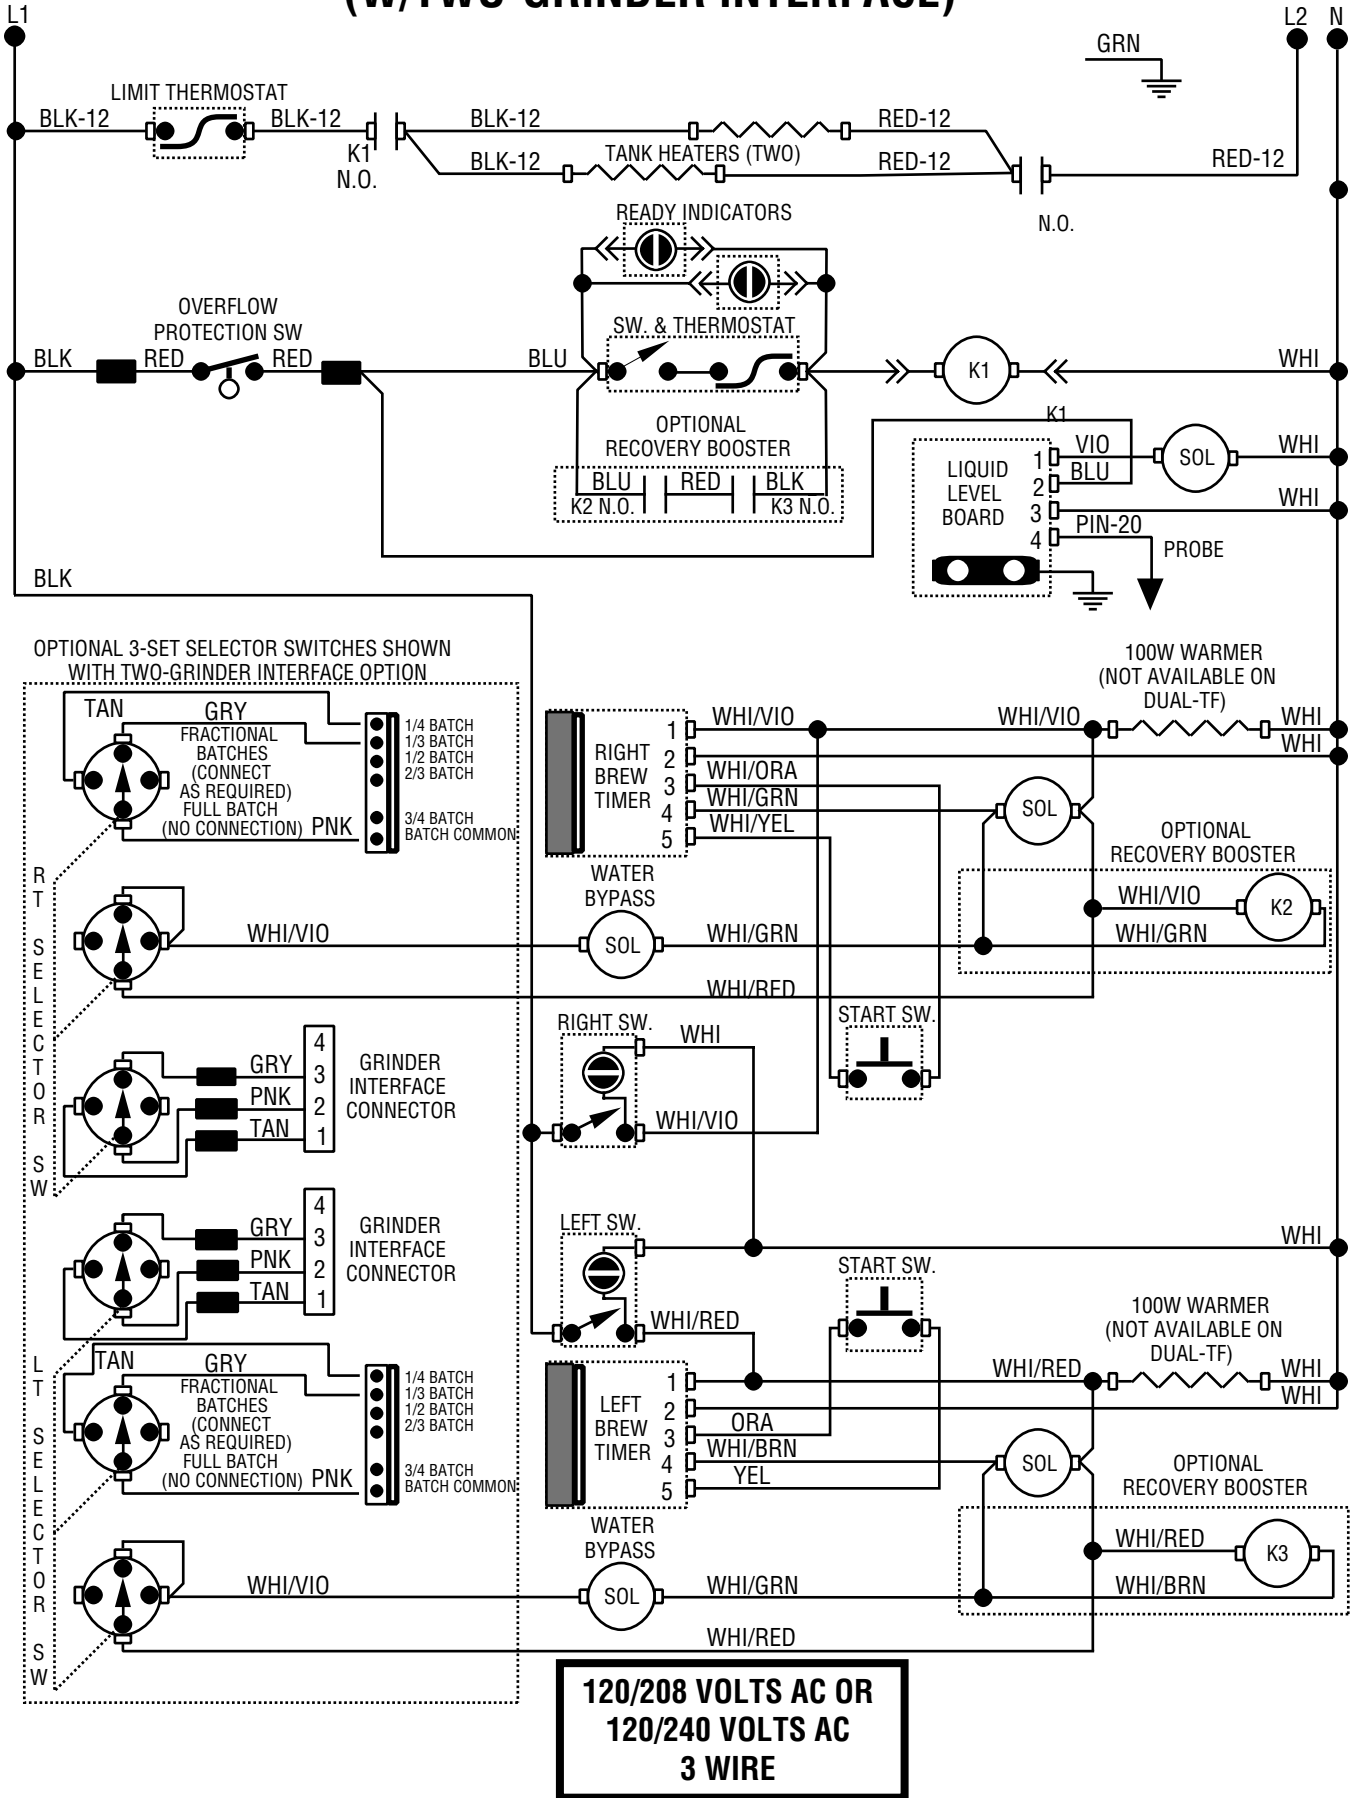 (W/TWO-GRINDER INTERFACE)
L1
L2 N
GRN
LIMIT THERMOSTAT
BLK-12
BLK-12
BLK-12
RED-12
K1
N.O.
TANK HEATERS (TWO)
BLK-12
RED-12
RED-12
N.O.
READY INDICATORS
OVERFLOW
PROTECTION SW
SW. & THERMOSTAT
BLK
RED
RED
BLU
K1
WHI
K1
OPTIONAL
RECOVERY BOOSTER
BLU
RED
BLK
K2 N.O.
K3 N.O.
LIQUID
LEVEL
BOARD
1
2
3
4
VIO
BLU
SOL
WHI
WHI
PIN-20
PROBE
BLK
OPTIONAL 3-SET SELECTOR SWITCHES SHOWN
WITH TWO-GRINDER INTERFACE OPTION
TAN
GRY
FRACTIONAL
BATCHES
(CONNECT
AS REQUIRED)
FULL BATCH
(NO CONNECTION)
PNK
1/4 BATCH
1/3 BATCH
1/2 BATCH
2/3 BATCH
3/4 BATCH
BATCH COMMON
RIGHT
BREW
TIMER
1
2
3
4
5
WHI/VIO
WHI/VIO
WHI/ORA
WHI/GRN
WHI/YEL
100W WARMER
(NOT AVAILABLE ON
DUAL-TF)
WHI
WHI
SOL
OPTIONAL
RECOVERY BOOSTER
WHI/VIO
K2
WHI/GRN
RT SELECTOR SW
WATER
BYPASS
WHI/VIO
SOL
WHI/GRN
WHI/RED
START SW.
RIGHT SW.
WHI
WHI/VIO
4
3
2
1
GRY
PNK
TAN
GRINDER
INTERFACE
CONNECTOR
4
3
2
1
GRY
PNK
TAN
GRINDER
INTERFACE
CONNECTOR
LEFT SW.
WHI
WHI/RED
START SW.
LT SELECTOR SW
TAN
GRY
FRACTIONAL
BATCHES
(CONNECT
AS REQUIRED)
FULL BATCH
(NO CONNECTION)
PNK
1/4 BATCH
1/3 BATCH
1/2 BATCH
2/3 BATCH
3/4 BATCH
BATCH COMMON
LEFT
BREW
TIMER
1
2
3
4
5
WHI/RED
ORA
WHI/BRN
YEL
100W WARMER
(NOT AVAILABLE ON
DUAL-TF)
WHI
WHI
SOL
OPTIONAL
RECOVERY BOOSTER
WHI/RED
K3
WHI/BRN
WATER
BYPASS
WHI/VIO
SOL
WHI/GRN
WHI/RED
120/208 VOLTS AC OR
120/240 VOLTS AC
3 WIRE